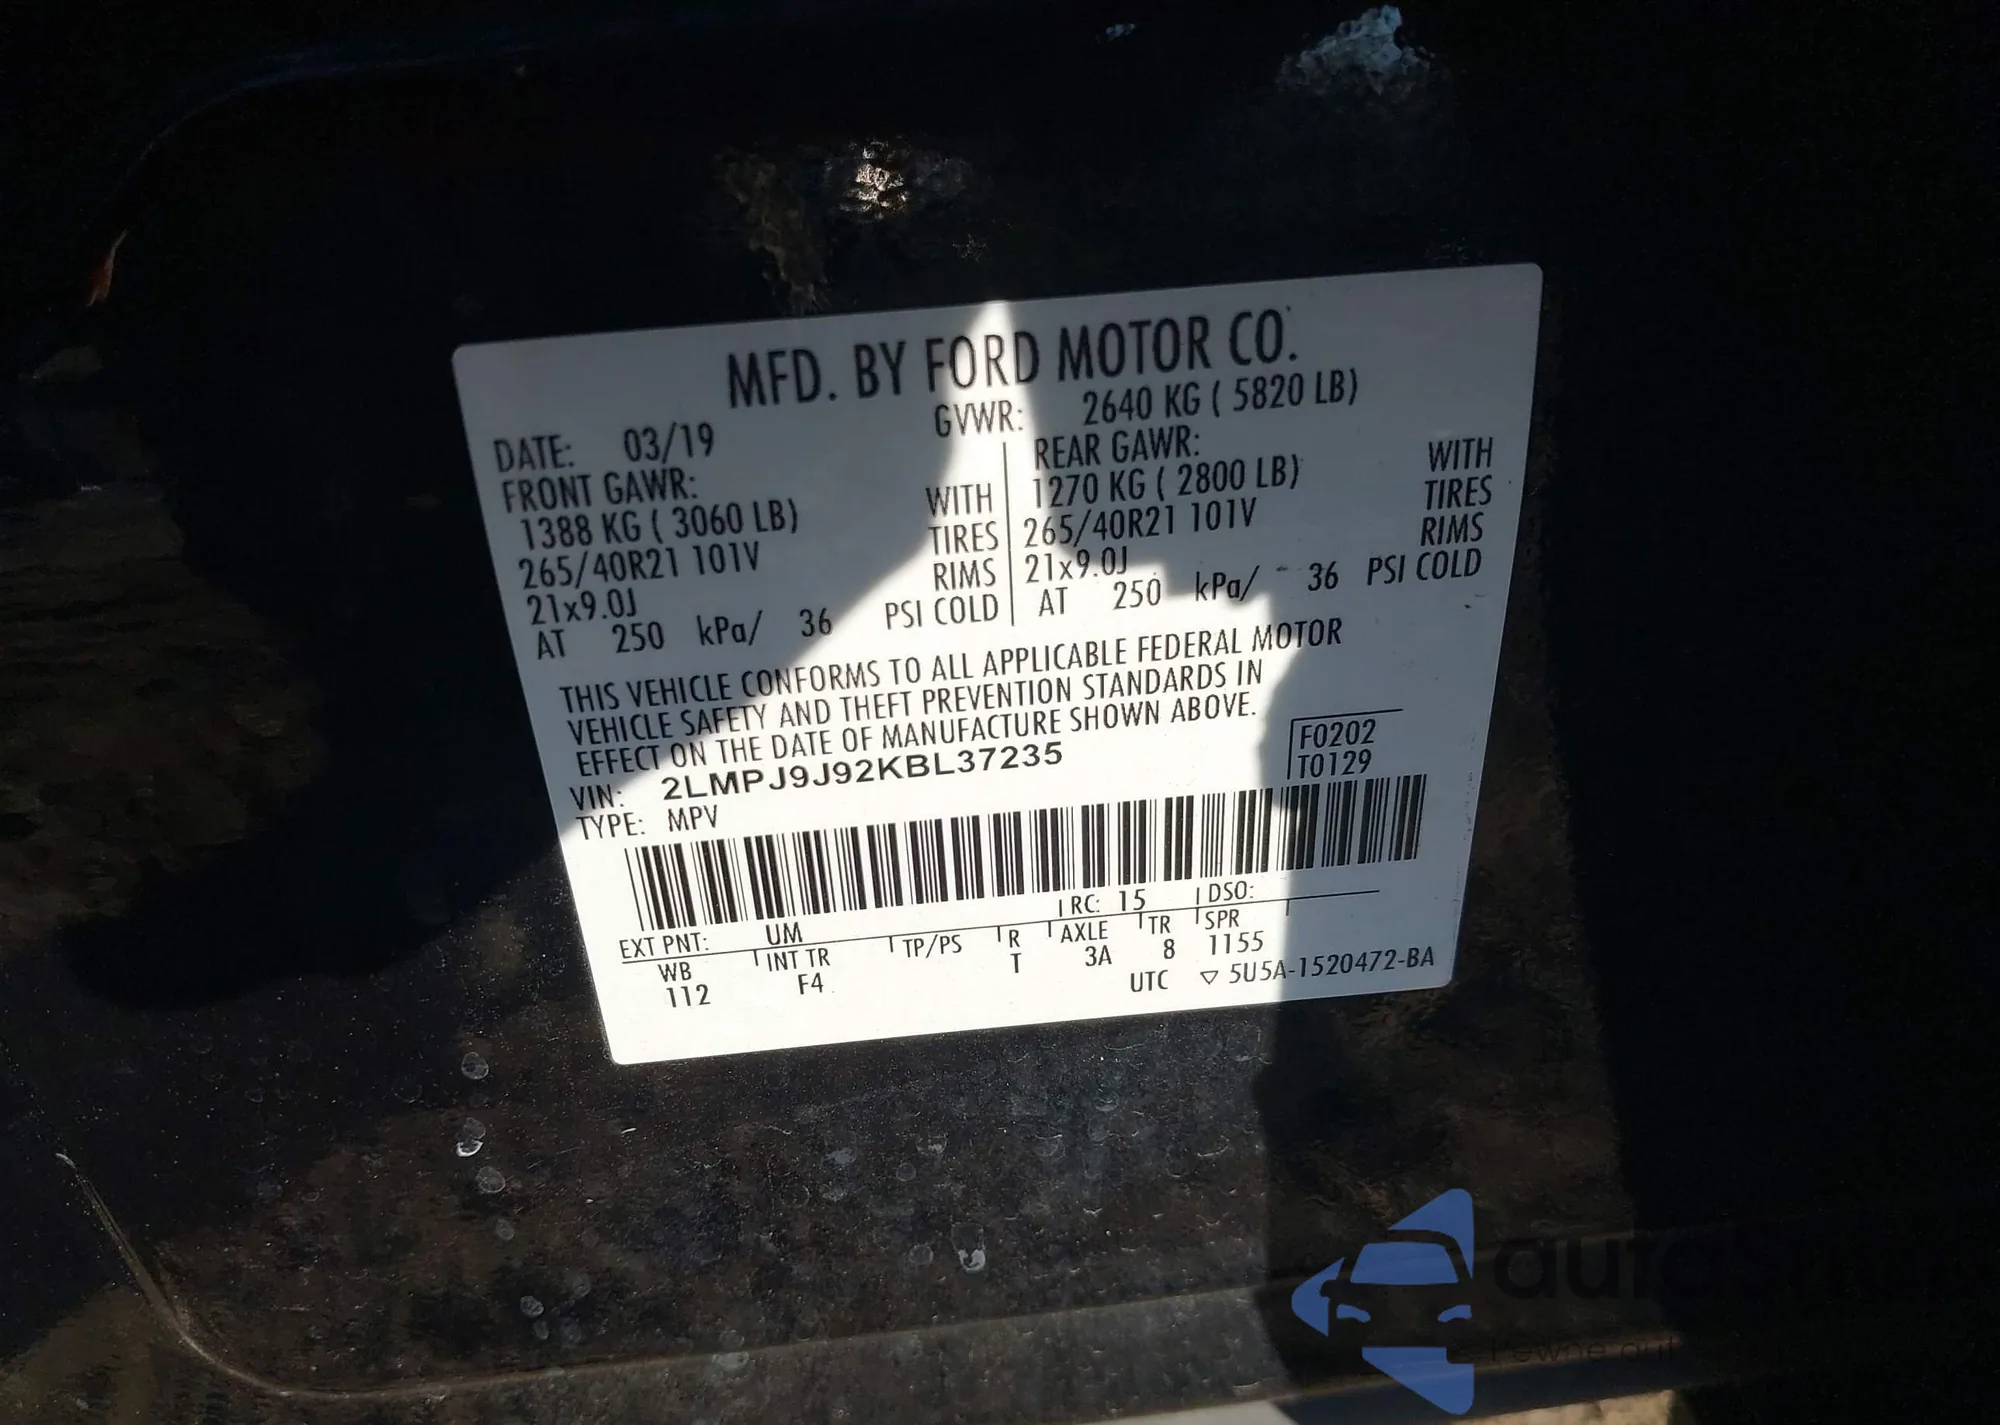 MFD. BY FORD MOTOR CO.
DATE: 03/19 GVWR: 2640 KG ( 5820 LB)
FRONT GAWR: REAR GAWR:
1388 KG ( 3060 LB) WITH 1270 KG ( 2800 LB) WITH
265/40R21 101V TIRES 265/40R21 101V TIRES
21x9.0J RIMS 21x9.0J RIMS
AT 250 kPa/ 36 PSI COLD AT 250 kPa/ 36 PSI COLD
THIS VEHICLE CONFORMS TO ALL APPLICABLE FEDERAL MOTOR
VEHICLE SAFETY AND THEFT PREVENTION STANDARDS IN
EFFECT ON THE DATE OF MANUFACTURE SHOWN ABOVE.
VIN: 2LMPJ9J92KBL37235 F0202
TYPE: MPV T0129
EXT PNT: UM RC: 15 DSO:
WB INT TR TP/PS R AXLE TR SPR
112 F4 T 3A 8 1155
UTC ▽ 5U5A-1520472-BA